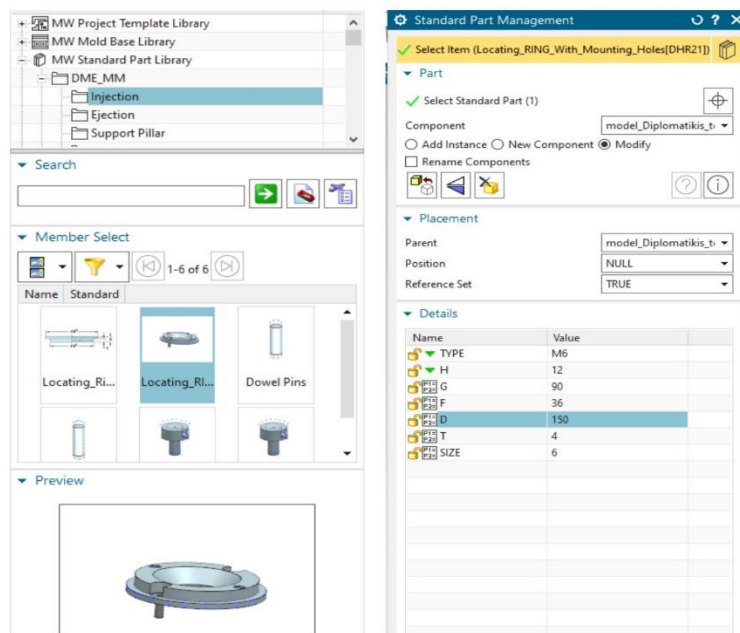 MW Project Template Library
MW Mold Base Library
MW Standard Part Library
DME_MM
Injection
Ejection
Support Pillar
Search
Member Select
1-6 of 6
Name Standard
Locating_Ri...
Locating_RI...
Dowel Pins
Preview
Standard Part Management
Select Item (Locating_RING_With_Mounting_Holes[DHR21])
Part
Select Standard Part (1)
Component model_Diplomatikis_t
Add Instance New Component Modify
Rename Components
Placement
Parent model_Diplomatikis_t
Position NULL
Reference Set TRUE
Details
Name Value
TYPE M6
H 12
G 90
F 36
D 150
T 4
SIZE 6